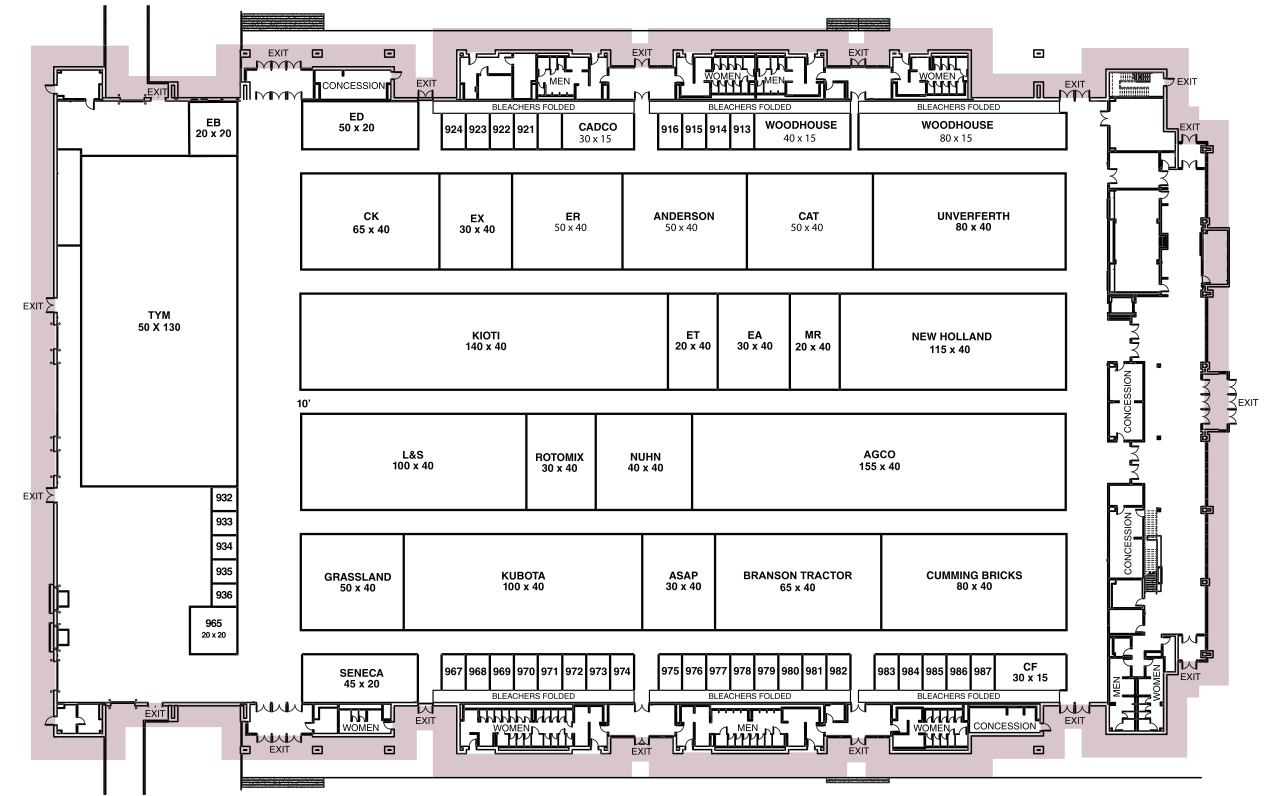 EXIT
EXIT
EXIT
WOMEN
MEN
MEN
WOMEN
EXIT
EXIT
CONCESSION
EXIT
EXIT
BLEACHERS FOLDED
BLEACHERS FOLDED
BLEACHERS FOLDED
EB
20 x 20
ED
50 x 20
924
923
922
921
CADCO
30 x 15
916
915
914
913
WOODHOUSE
40 x 15
WOODHOUSE
80 x 15
EXIT
CK
65 x 40
EX
30 x 40
ER
50 x 40
ANDERSON
50 x 40
CAT
50 x 40
UNVERFERTH
80 x 40
EXIT
TYM
50 X 130
KIOTI
140 x 40
ET
20 x 40
EA
30 x 40
MR
20 x 40
NEW HOLLAND
115 x 40
10'
CONCESSION
EXIT
L&S
100 x 40
ROTOMIX
30 x 40
NUHN
40 x 40
AGCO
155 x 40
EXIT
932
933
934
935
936
965
20 x 20
CONCESSION
GRASSLAND
50 x 40
KUBOTA
100 x 40
ASAP
30 x 40
BRANSON TRACTOR
65 x 40
CUMMING BRICKS
80 x 40
SENECA
45 x 20
967
968
969
970
971
972
973
974
975
976
977
978
979
980
981
982
983
984
985
986
987
CF
30 x 15
BLEACHERS FOLDED
BLEACHERS FOLDED
BLEACHERS FOLDED
MEN
WOMEN
EXIT
EXIT
EXIT
EXIT
WOMEN
WOMEN
MEN
WOMEN
CONCESSION
EXIT
EXIT
EXIT